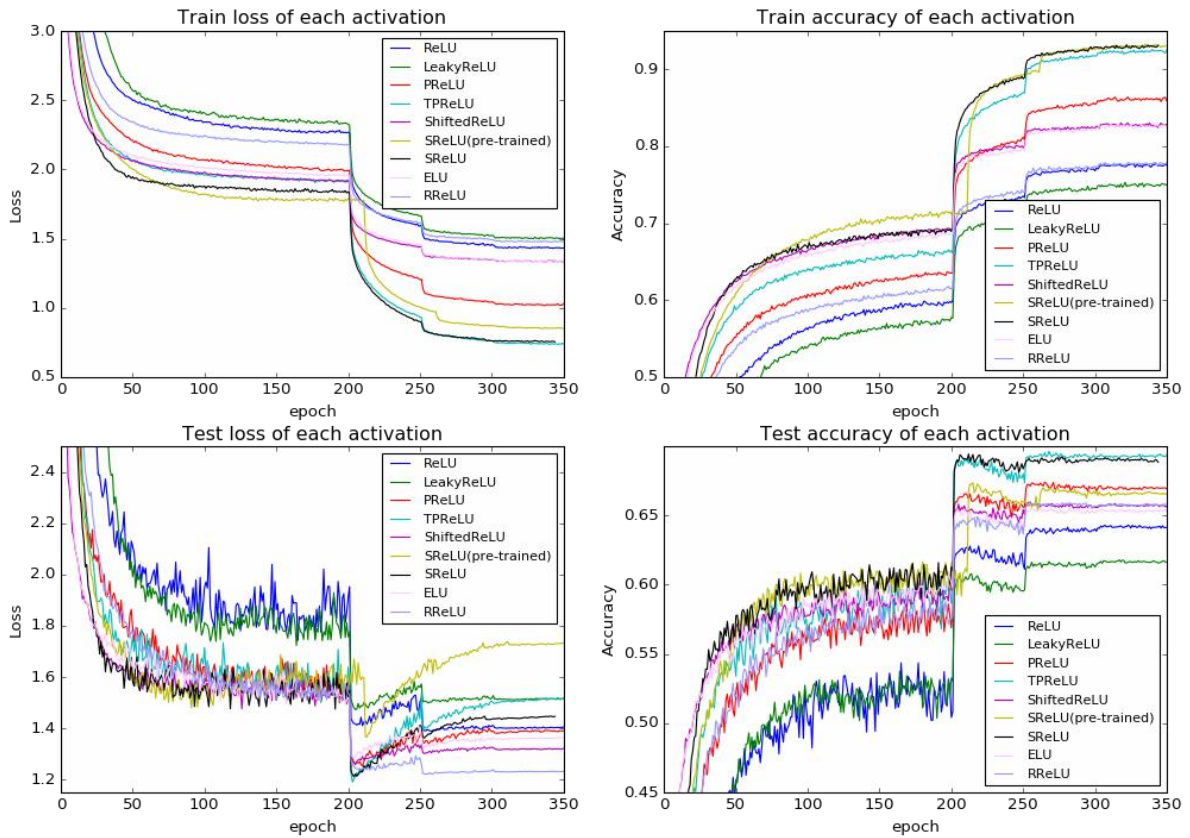 Train loss of each activation
3.0
2.5
2.0
1.5
1.0
0.5
Loss
0 50 100 150 200 250 300 350
epoch
ReLU
LeakyReLU
PReLU
TPReLU
ShiftedReLU
SReLU(pre-trained)
SReLU
ELU
RReLU
Train accuracy of each activation
0.9
0.8
0.7
0.6
0.5
Accuracy
0 50 100 150 200 250 300 350
epoch
ReLU
LeakyReLU
PReLU
TPReLU
ShiftedReLU
SReLU(pre-trained)
SReLU
ELU
RReLU
Test loss of each activation
2.4
2.2
2.0
1.8
1.6
1.4
1.2
Loss
0 50 100 150 200 250 300 350
epoch
ReLU
LeakyReLU
PReLU
TPReLU
ShiftedReLU
SReLU(pre-trained)
SReLU
ELU
RReLU
Test accuracy of each activation
0.65
0.60
0.55
0.50
0.45
Accuracy
0 50 100 150 200 250 300 350
epoch
ReLU
LeakyReLU
PReLU
TPReLU
ShiftedReLU
SReLU(pre-trained)
SReLU
ELU
RReLU